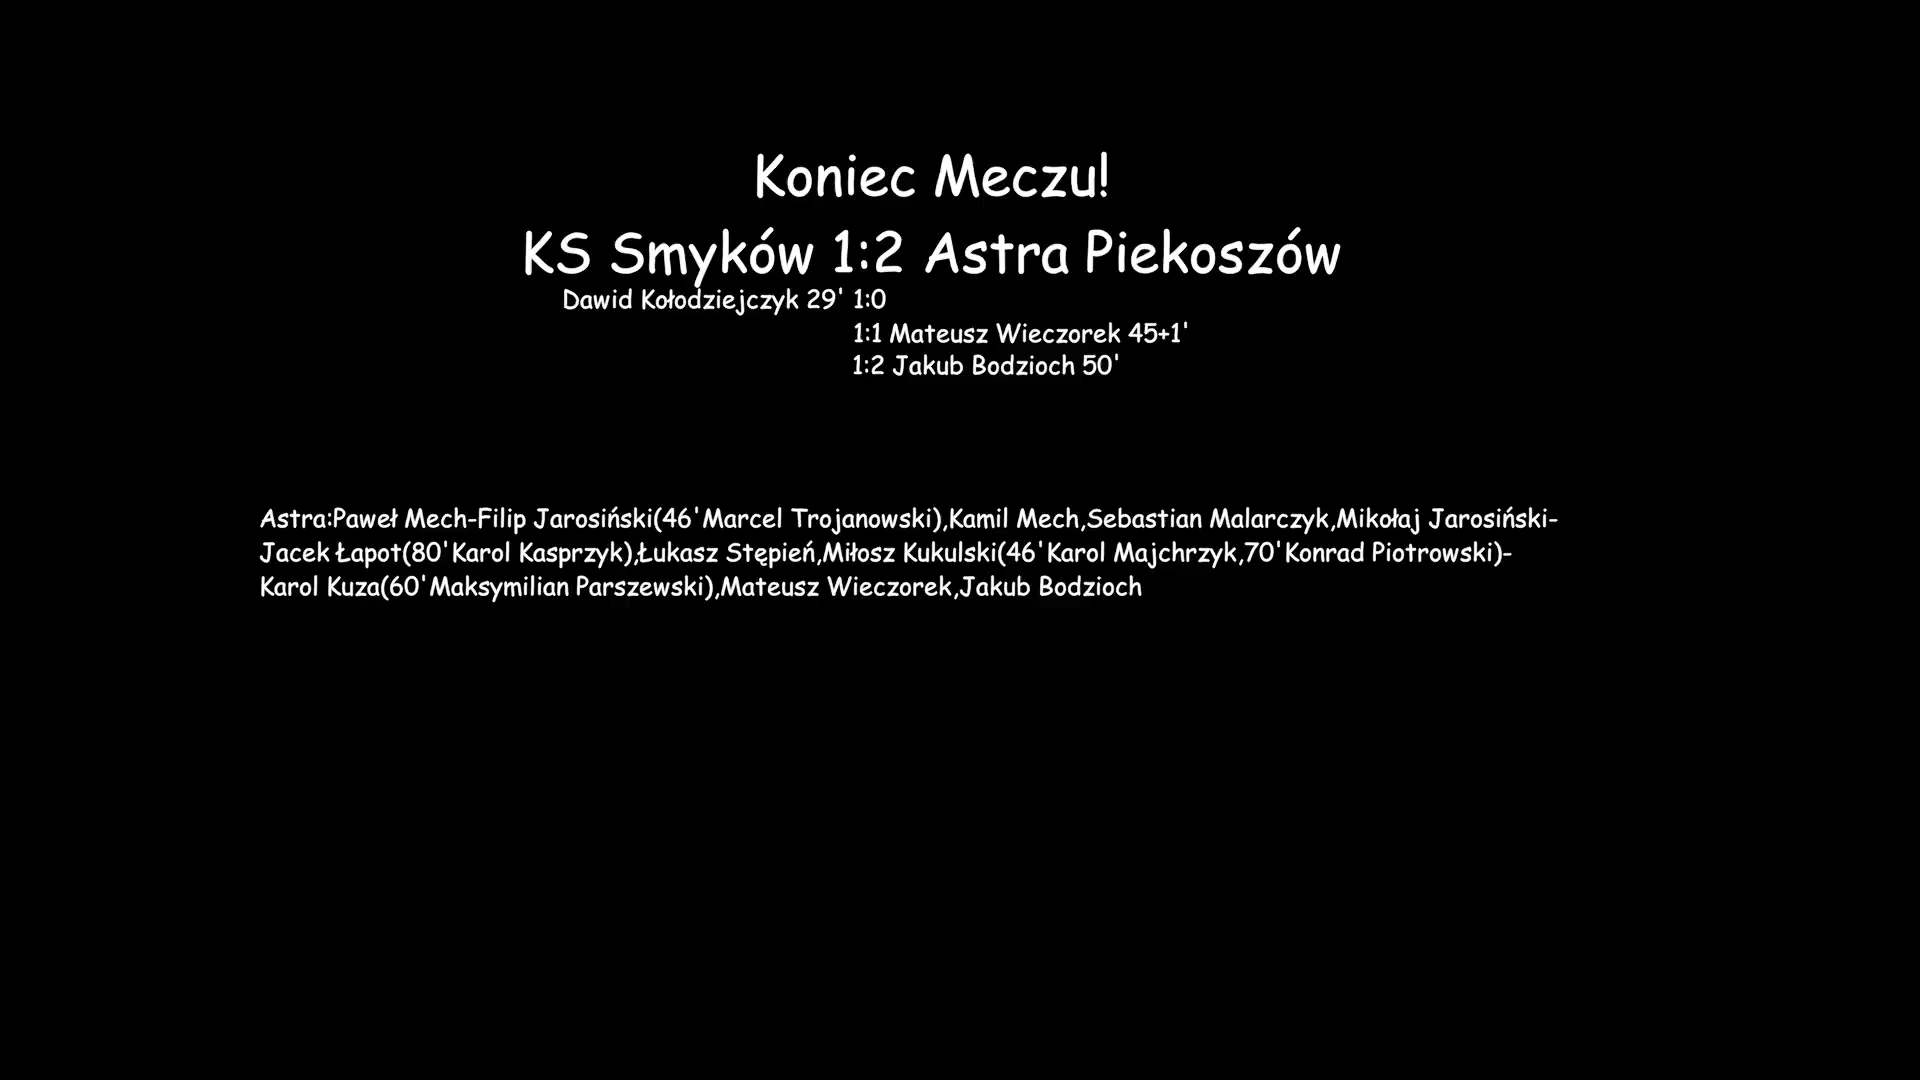 Koniec Meczu!
KS Smyków 1:2 Astra Piekoszów
Dawid Kołodziejczyk 29' 1:0
1:1 Mateusz Wieczorek 45+1'
1:2 Jakub Bodzioch 50'
Astra:Paweł Mech-Filip Jarosiński(46'Marcel Trojanowski),Kamil Mech,Sebastian Malarczyk,Mikołaj Jarosiński-
Jacek Łapot(80'Karol Kasprzyk),Łukasz Stępień,Miłosz Kukulski(46'Karol Majchrzyk,70'Konrad Piotrowski)-
Karol Kuza(60'Maksymilian Parszewski),Mateusz Wieczorek,Jakub Bodzioch